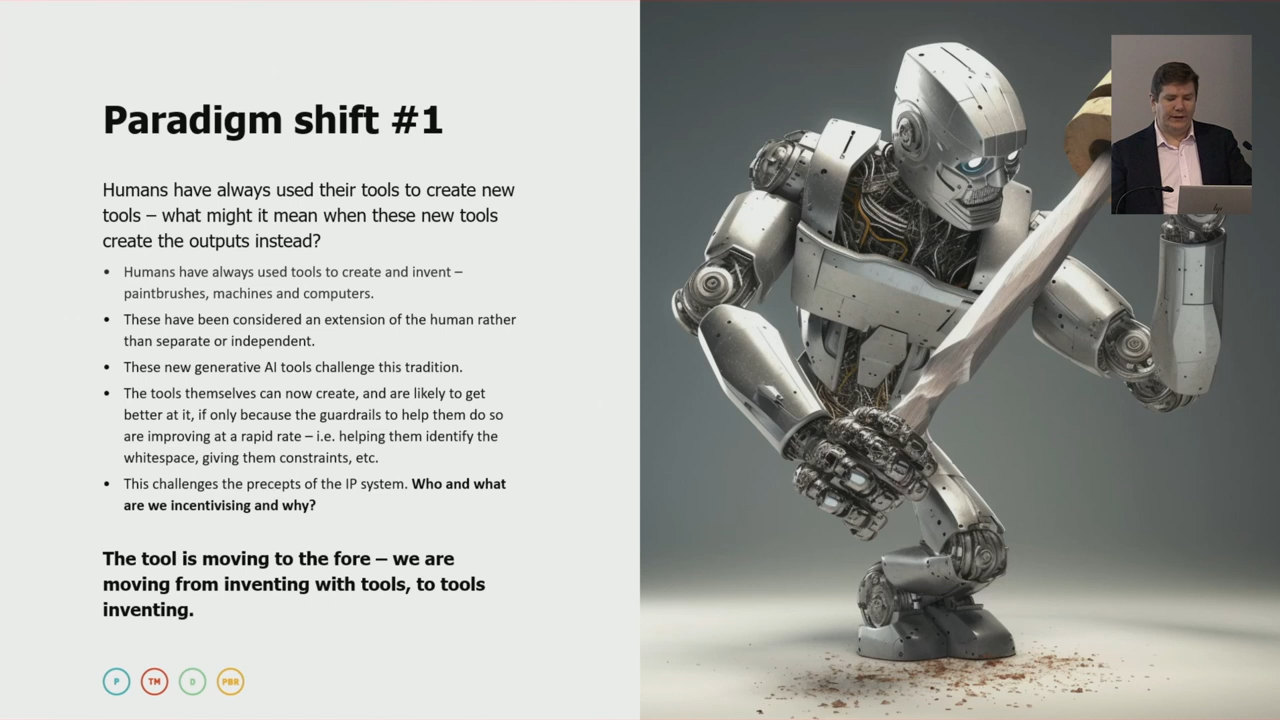 Paradigm shift #1
Humans have always used their tools to create new
tools – what might it mean when these new tools
create the outputs instead?
• Humans have always used tools to create and invent –
paintbrushes, machines and computers.
• These have been considered an extension of the human rather
than separate or independent.
• These new generative AI tools challenge this tradition.
• The tools themselves can now create, and are likely to get
better at it, if only because the guardrails to help them do so
are improving at a rapid rate – i.e. helping them identify the
whitespace, giving them constraints, etc.
• This challenges the precepts of the IP system. Who and what
are we incentivising and why?
The tool is moving to the fore – we are
moving from inventing with tools, to tools
inventing.
P TM D PBR